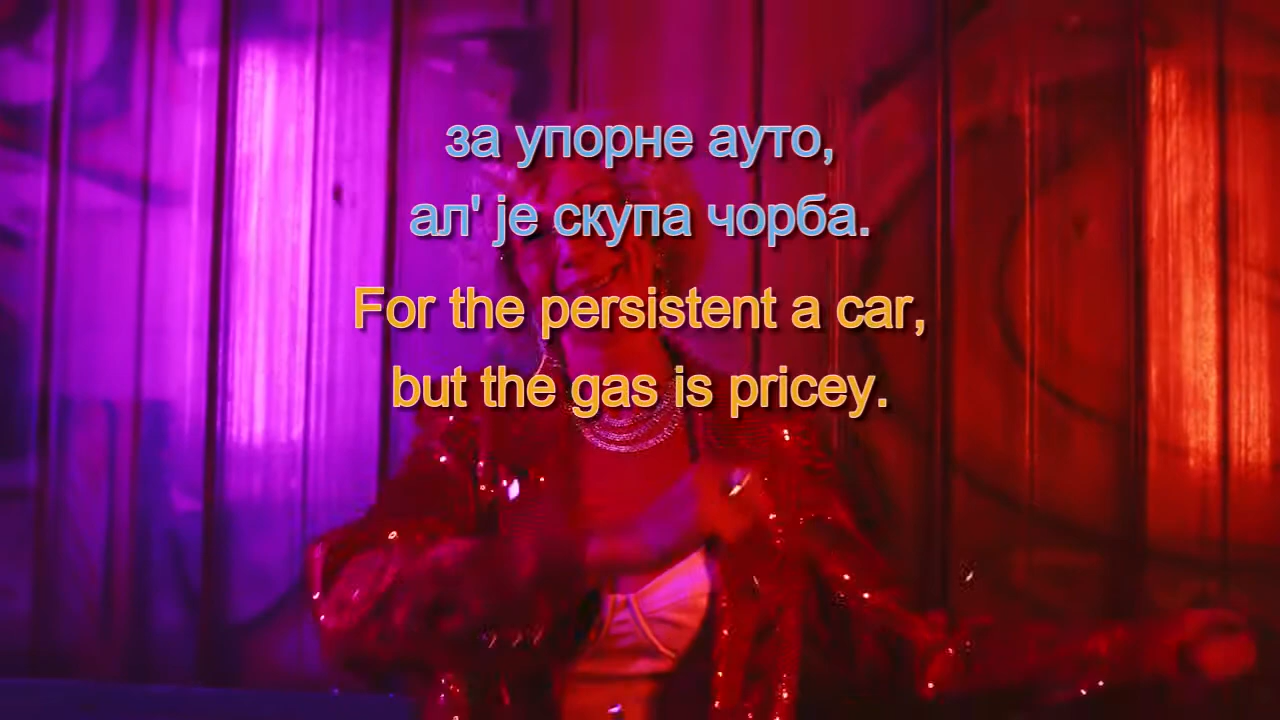 за упорне ауто,
ал' је скупа чорба.
For the persistent a car,
but the gas is pricey.